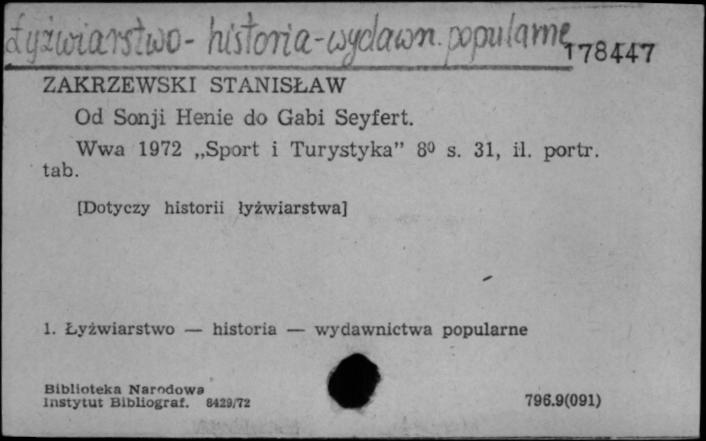 Łyżwiarstwo - historia - wydawn. popularne
178447
ZAKRZEWSKI STANISŁAW
Od Sonji Henie do Gabi Seyfert.
Wwa 1972 „Sport i Turystyka” 8⁰ s. 31, il. portr.
tab.
[Dotyczy historii łyżwiarstwa]
1. Łyżwiarstwo — historia — wydawnictwa popularne
Biblioteka Narodowa
Instytut Bibliograf. 8429/72
796.9(091)